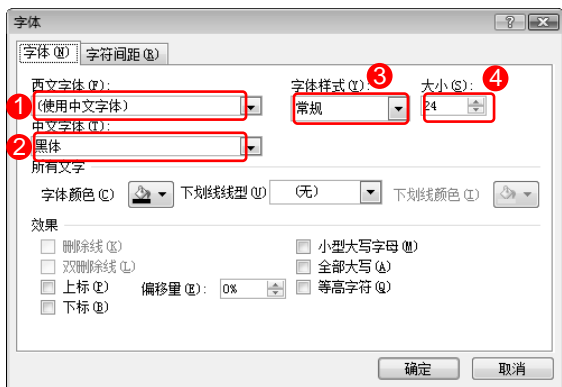 字体
字体(N) 字符间距(R)
西文字体(F): 字体样式(Y): 3 大小(S): 4
1 (使用中文字体) 常规 24
中文字体(T):
2 黑体
所有文字
字体颜色(C) 下划线线型(U) (无) 下划线颜色(I)
效果
删除线(K) 小型大写字母(M)
双删除线(L) 全部大写(A)
上标(P) 偏移量(E): 0% 等高字符(Q)
下标(B)
确定 取消